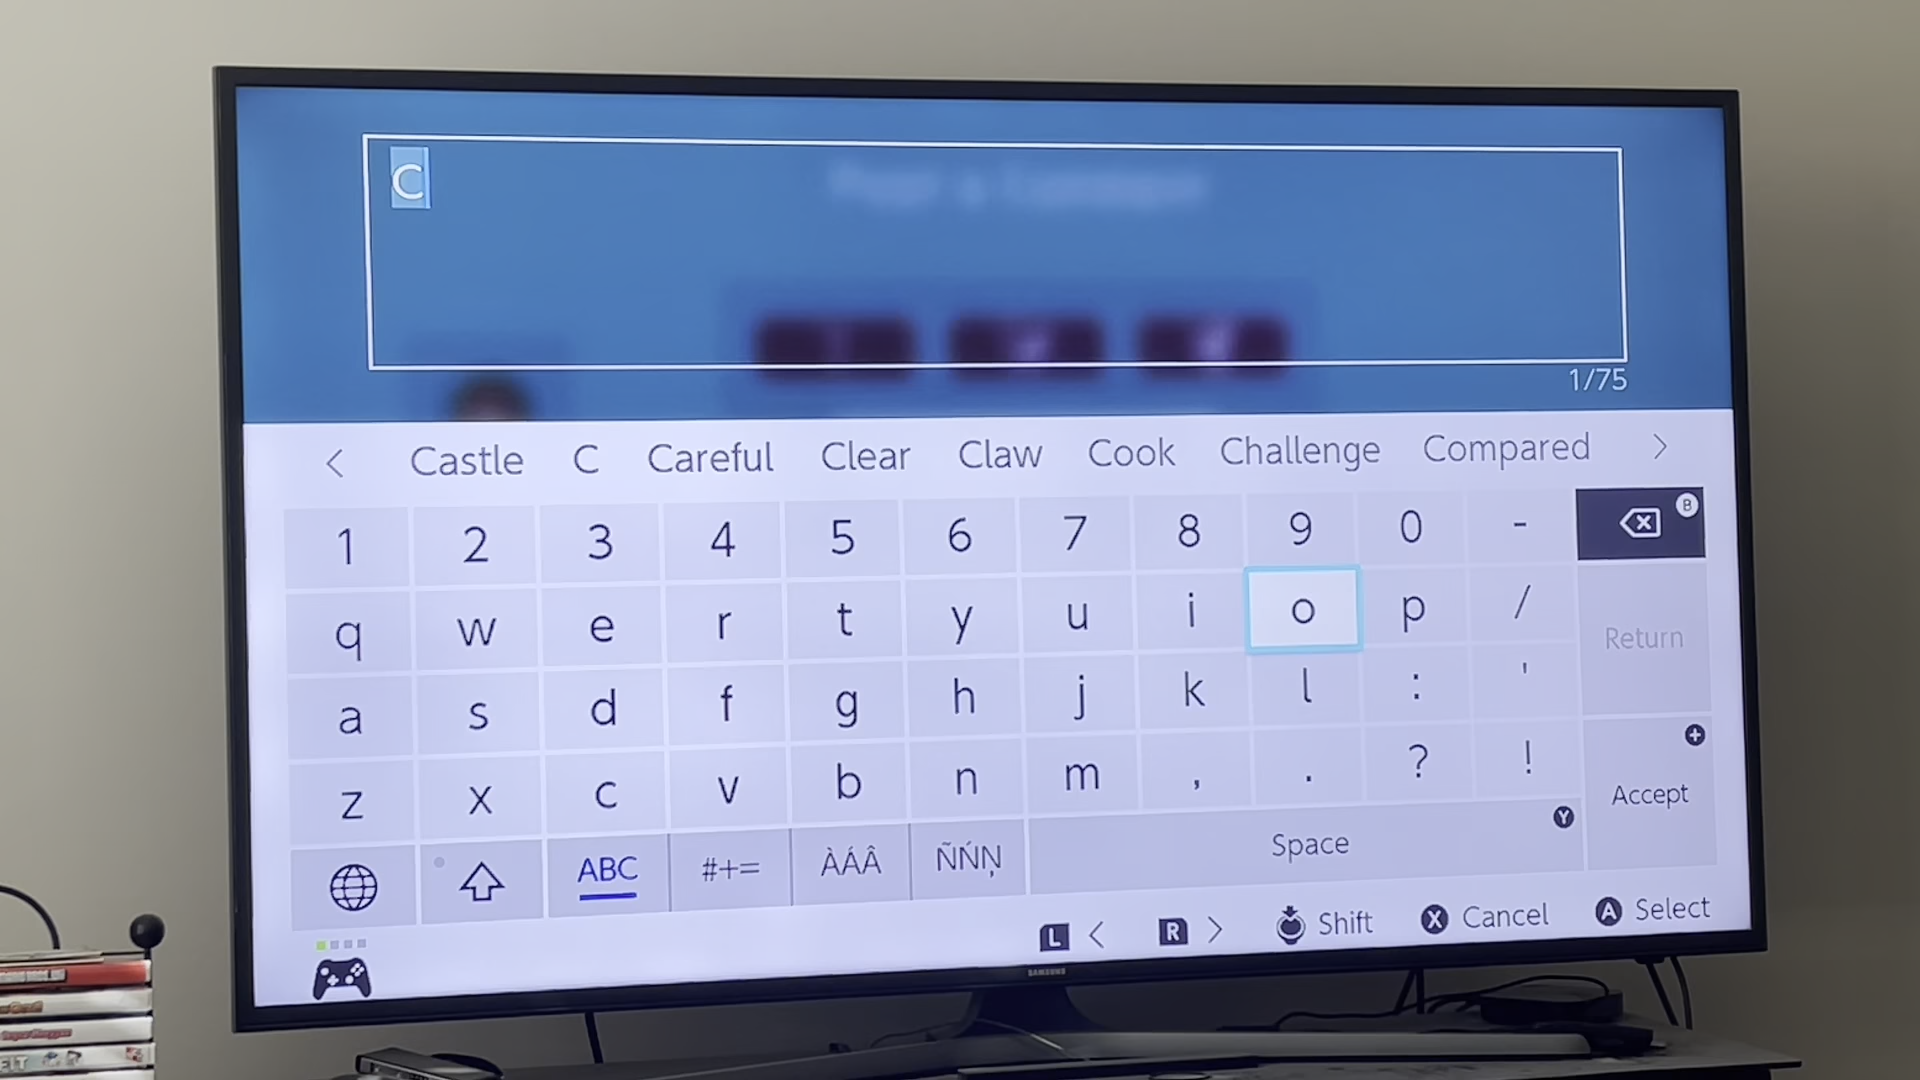 C
1/75
< Castle C Careful Clear Claw Cook Challenge Compared >
1 2 3 4 5 6 7 8 9 0 - B
q w e r t y u i o p / Return
a s d f g h j k l : '
z x c v b n m , . ? ! + Accept
ABC #+= ÀÁÂ ÑŃŅ Space Y
L < R > Shift X Cancel A Select
SAMSUNG